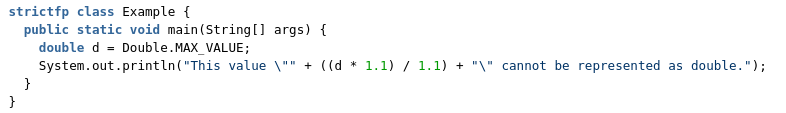 strictfp class Example {
  public static void main(String[] args) {
    double d = Double.MAX_VALUE;
    System.out.println("This value \"" + ((d * 1.1) / 1.1) + "\" cannot be represented as double.");
  }
}